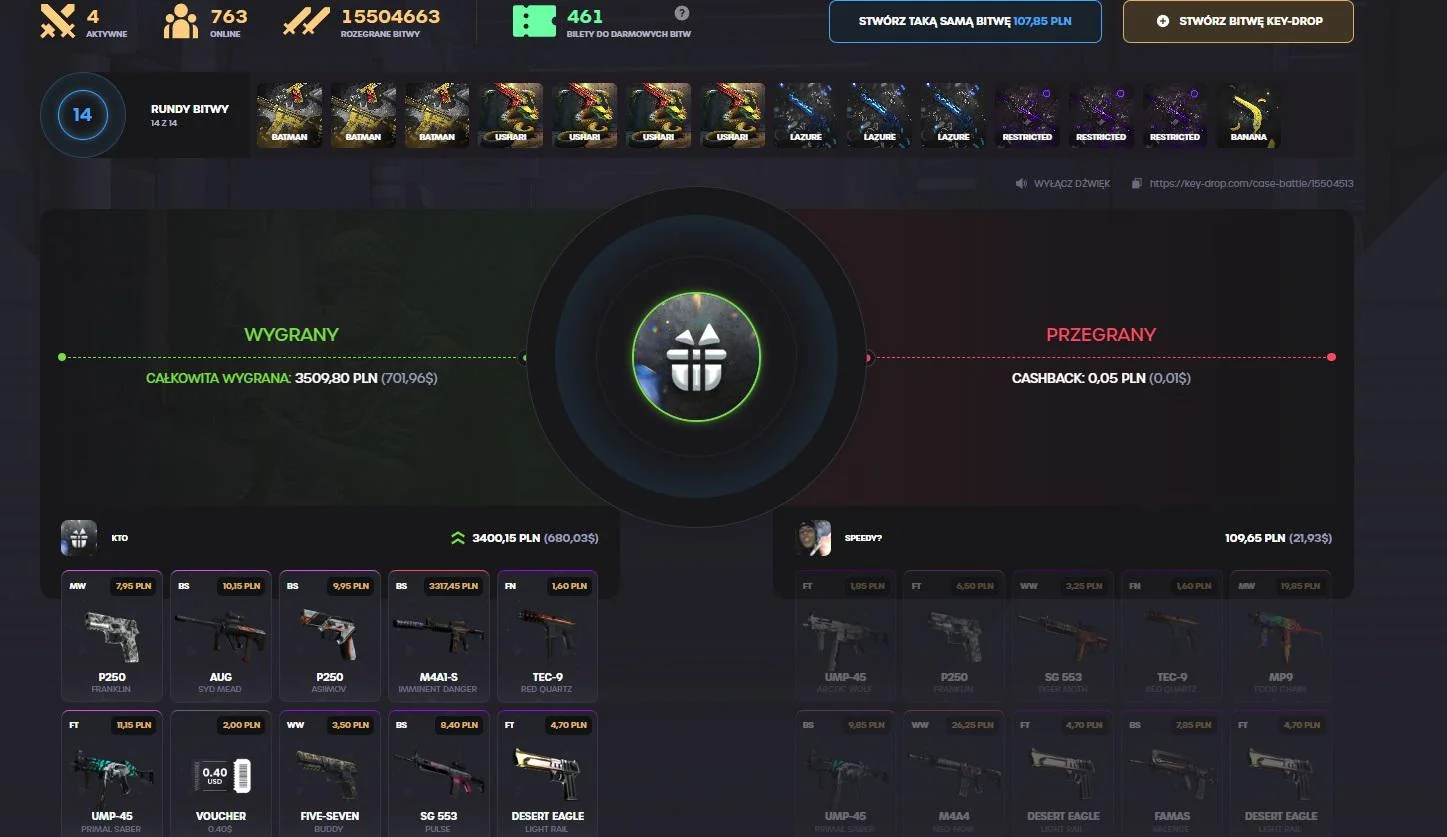 4
AKTYWNE
763
ONLINE
15504663
ROZEGRANE BITWY
461
BILETY DO DARMOWYCH BITW
?
STWÓRZ TAKĄ SAMĄ BITWĘ 107,85 PLN
STWÓRZ BITWĘ KEY-DROP
14
RUNDY BITWY
14 Z 14
BATMAN
BATMAN
BATMAN
USHARI
USHARI
USHARI
USHARI
LAZURE
LAZURE
LAZURE
RESTRICTED
RESTRICTED
RESTRICTED
BANANA
WYŁĄCZ DŹWIĘK
https://key-drop.com/case-battle/15504513
WYGRANY
CAŁKOWITA WYGRANA: 3509,80 PLN (701,96$)
PRZEGRANY
CASHBACK: 0,05 PLN (0,01$)
KTO
3400,15 PLN (680,03$)
SPEEDY?
109,65 PLN (21,93$)
MW 7,95 PLN
P250
FRANKLIN
BS 10,15 PLN
AUG
SYD MEAD
BS 9,95 PLN
P250
ASIIMOV
BS 3317,45 PLN
M4A1-S
IMMINENT DANGER
FN 1,60 PLN
TEC-9
RED QUARTZ
FT 1,85 PLN
UMP-45
ARCTIC WOLF
FT 6,50 PLN
P250
FRANKLIN
WW 3,25 PLN
SG 553
TIGER MOTH
FN 1,60 PLN
TEC-9
RED QUARTZ
MW 19,85 PLN
MP9
FOOD CHAIN
FT 11,15 PLN
UMP-45
PRIMAL SABER
2,00 PLN
0.40
USD
VOUCHER
0.40$
WW 3,50 PLN
FIVE-SEVEN
BUDDY
BS 8,40 PLN
SG 553
PULSE
FT 4,70 PLN
DESERT EAGLE
LIGHT RAIL
BS 9,85 PLN
UMP-45
PRIMAL SABER
WW 26,25 PLN
M4A4
NEO-NOIR
FT 4,70 PLN
DESERT EAGLE
LIGHT RAIL
BS 7,85 PLN
FAMAS
VALENCE
FT 4,70 PLN
DESERT EAGLE
LIGHT RAIL